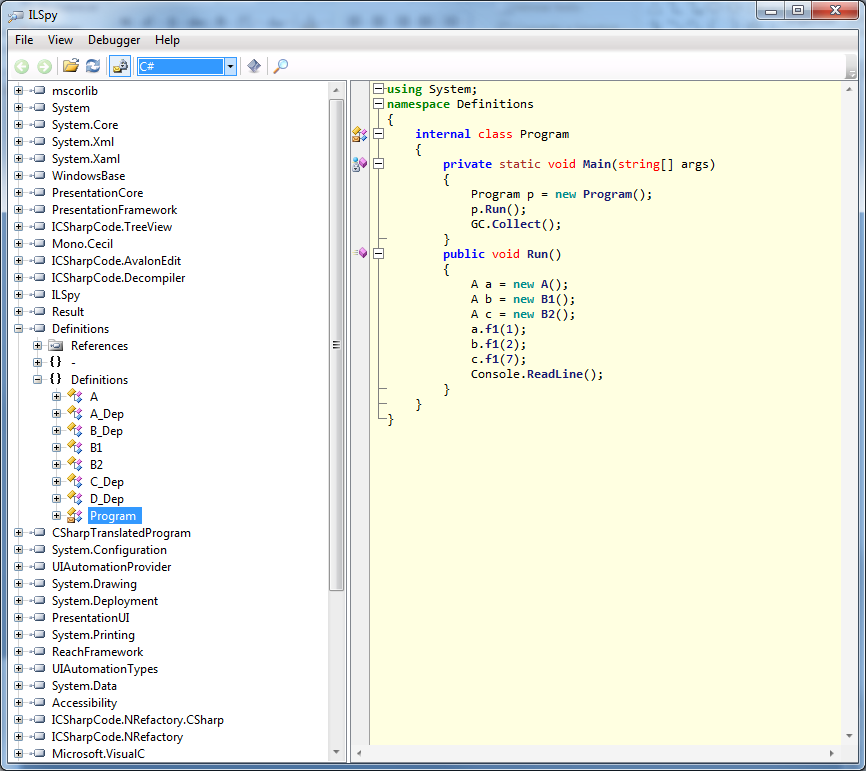 ILSpy
File View Debugger Help
C#
mscorlib
System
System.Core
System.Xml
System.Xaml
WindowsBase
PresentationCore
PresentationFramework
ICSharpCode.TreeView
Mono.Cecil
ICSharpCode.AvalonEdit
ICSharpCode.Decompiler
ILSpy
Result
Definitions
References
{} -
{} Definitions
A
A_Dep
B_Dep
B1
B2
C_Dep
D_Dep
Program
CSharpTranslatedProgram
System.Configuration
UIAutomationProvider
System.Drawing
System.Deployment
PresentationUI
System.Printing
ReachFramework
UIAutomationTypes
System.Data
Accessibility
ICSharpCode.NRefactory.CSharp
ICSharpCode.NRefactory
Microsoft.VisualC
using System;
namespace Definitions
{
    internal class Program
    {
        private static void Main(string[] args)
        {
            Program p = new Program();
            p.Run();
            GC.Collect();
        }
        public void Run()
        {
            A a = new A();
            A b = new B1();
            A c = new B2();
            a.f1(1);
            b.f1(2);
            c.f1(7);
            Console.ReadLine();
        }
    }
}